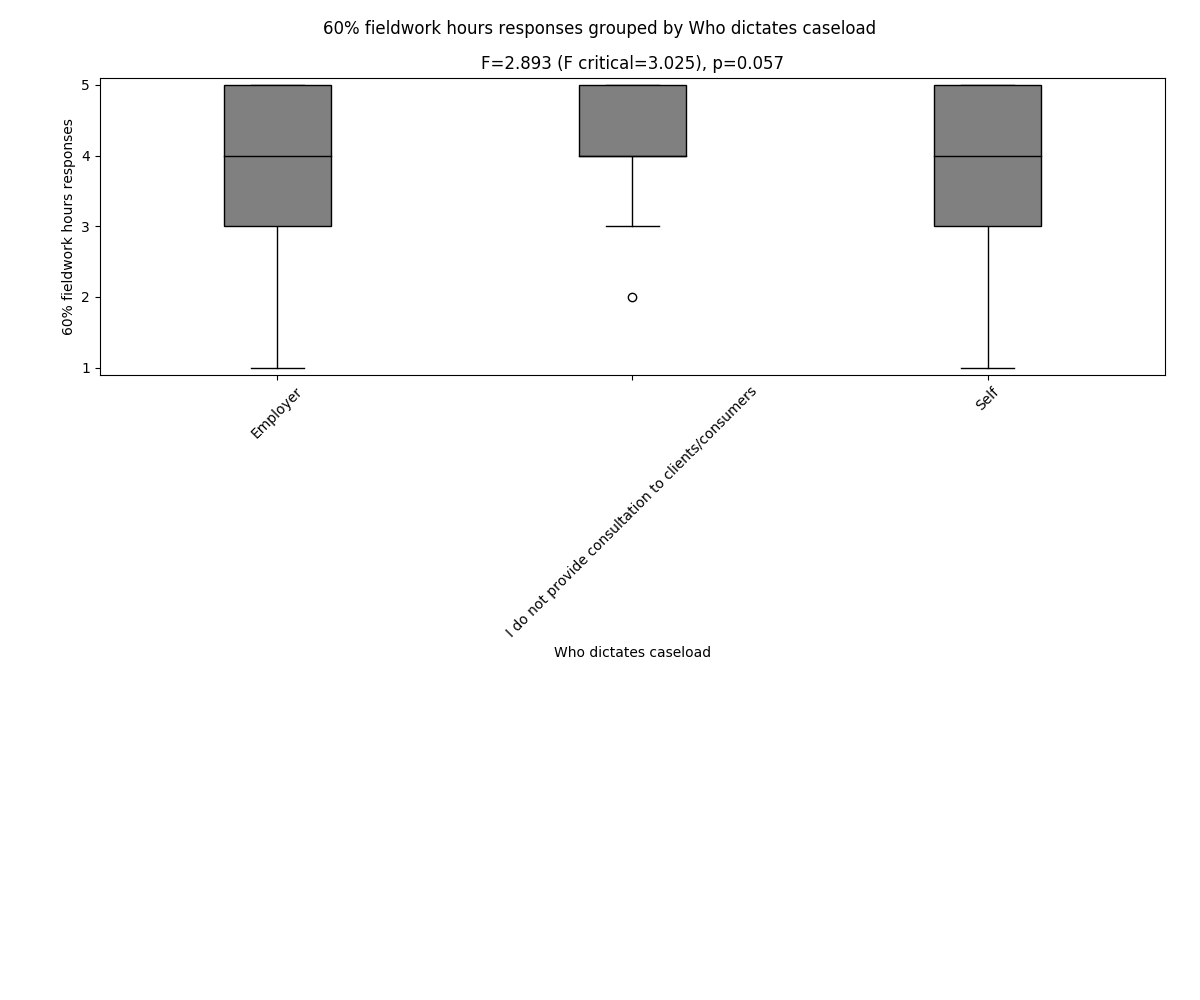 60% fieldwork hours responses grouped by Who dictates caseload
F=2.893 (F critical=3.025), p=0.057
60% fieldwork hours responses
5
4
3
2
1
Employer
I do not provide consultation to clients/consumers
Self
Who dictates caseload